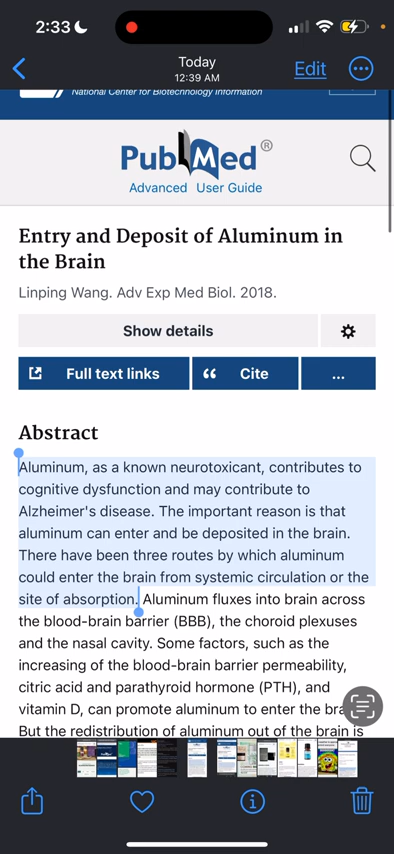 2:33
Today
12:39 AM
Edit
National Center for Biotechnology Information
PubMed®
Advanced User Guide
Entry and Deposit of Aluminum in
the Brain
Linping Wang. Adv Exp Med Biol. 2018.
Show details
Full text links
Cite
...
Abstract
Aluminum, as a known neurotoxicant, contributes to
cognitive dysfunction and may contribute to
Alzheimer's disease. The important reason is that
aluminum can enter and be deposited in the brain.
There have been three routes by which aluminum
could enter the brain from systemic circulation or the
site of absorption. Aluminum fluxes into brain across
the blood-brain barrier (BBB), the choroid plexuses
and the nasal cavity. Some factors, such as the
increasing of the blood-brain barrier permeability,
citric acid and parathyroid hormone (PTH), and
vitamin D, can promote aluminum to enter the
But the redistribution of aluminum out of the brain is